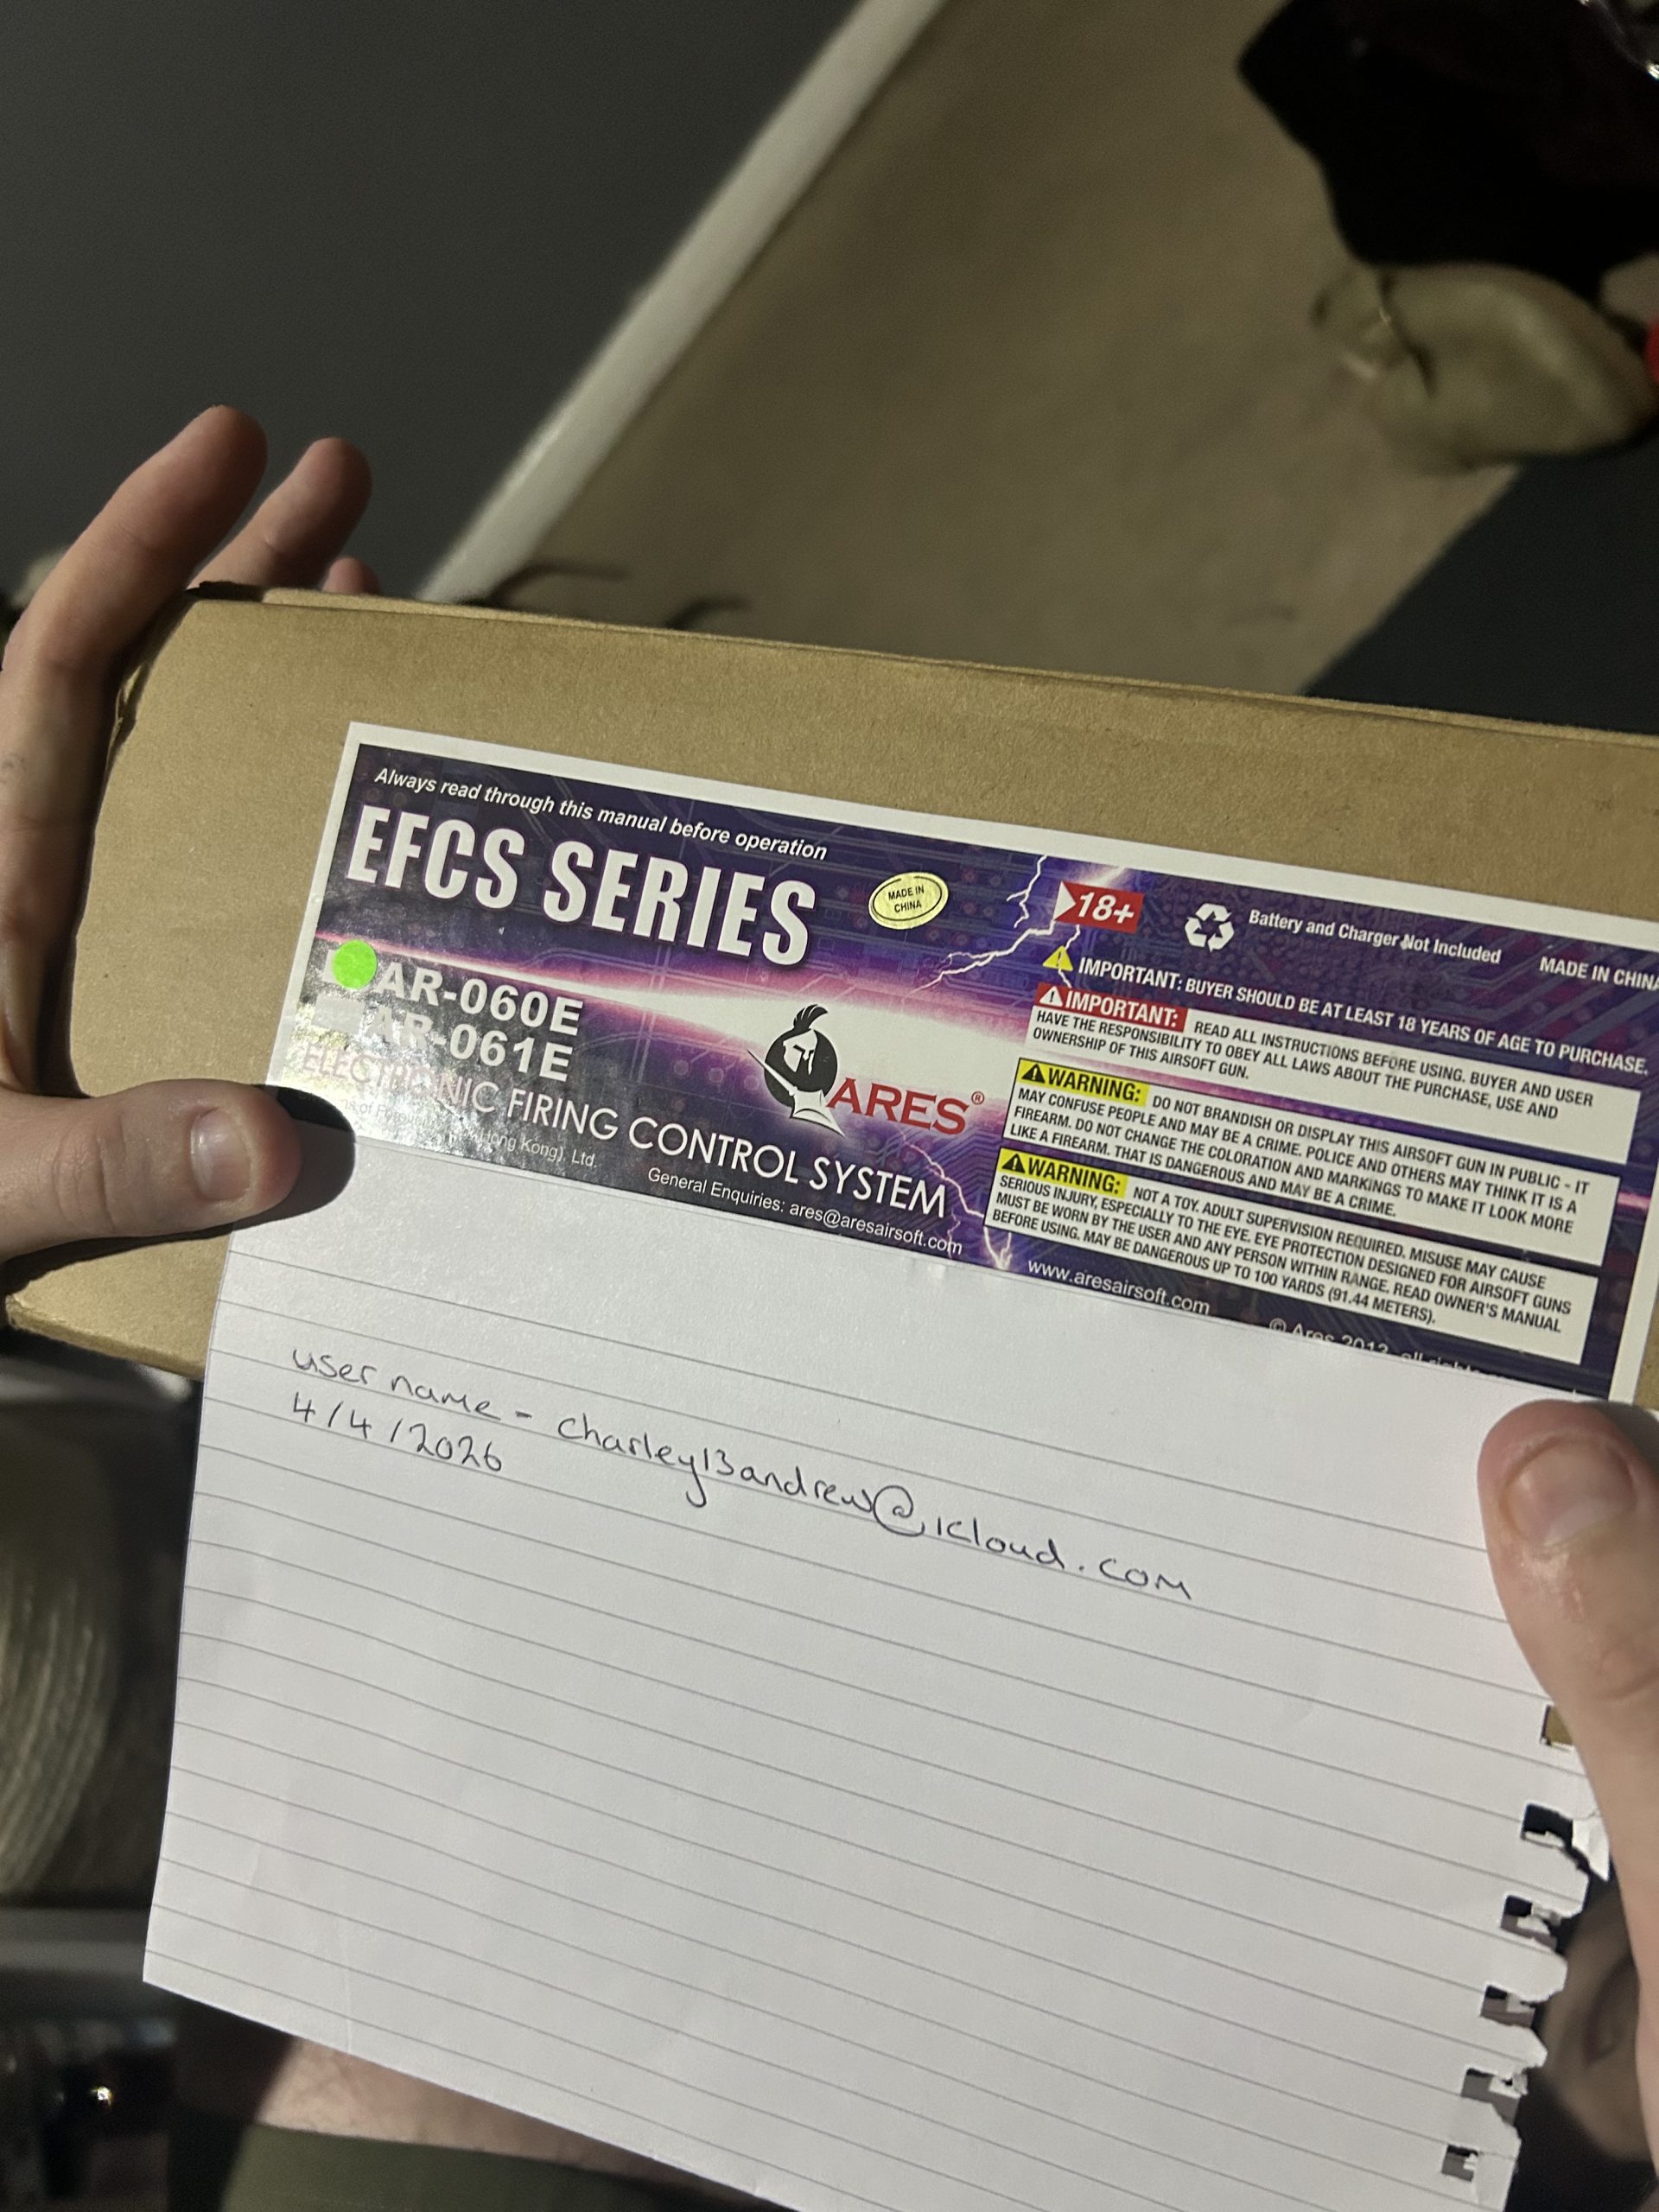 Always read through this manual before operation
EFCS SERIES
MADE IN
CHINA
AR-060E
AR-061E
ELECTRONIC FIRING CONTROL SYSTEM
Hong Kong), Ltd.
General Enquiries: ares@aresairsoft.com
ARES®
18+
Battery and Charger Not Included
MADE IN CHINA
IMPORTANT: BUYER SHOULD BE AT LEAST 18 YEARS OF AGE TO PURCHASE.
IMPORTANT: READ ALL INSTRUCTIONS BEFORE USING. BUYER AND USER
HAVE THE RESPONSIBILITY TO OBEY ALL LAWS ABOUT THE PURCHASE, USE AND
OWNERSHIP OF THIS AIRSOFT GUN.
WARNING: DO NOT BRANDISH OR DISPLAY THIS AIRSOFT GUN IN PUBLIC - IT
MAY CONFUSE PEOPLE AND MAY BE A CRIME. POLICE AND OTHERS MAY THINK IT IS A
FIREARM. DO NOT CHANGE THE COLORATION AND MARKINGS TO MAKE IT LOOK MORE
LIKE A FIREARM. THAT IS DANGEROUS AND MAY BE A CRIME.
WARNING: NOT A TOY. ADULT SUPERVISION REQUIRED. MISUSE MAY CAUSE
SERIOUS INJURY, ESPECIALLY TO THE EYE. EYE PROTECTION DESIGNED FOR AIRSOFT GUNS
MUST BE WORN BY THE USER AND ANY PERSON WITHIN RANGE. READ OWNER'S MANUAL
BEFORE USING. MAY BE DANGEROUS UP TO 100 YARDS (91.44 METERS).
www.aresairsoft.com
© Ares 2012, all
user name - charley13andrew@icloud.com
4/4/2026